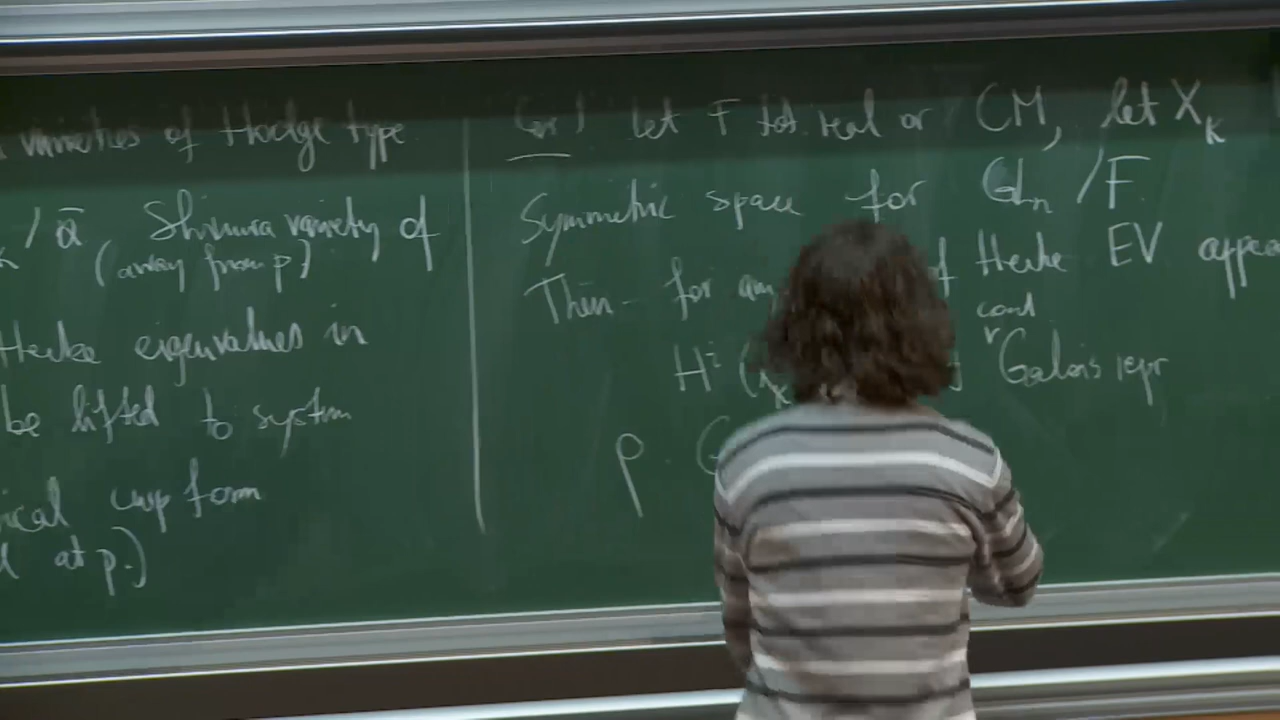 varieties of Hodge type
/ Q̄ Shimura variety of
(away from p)
Hecke eigenvalues in
be lifted to system
cusp form
at p.)
Cor 1 let F tot. real or CM, let X_K
Symmetric space for GL_n /F.
Then for any of Hecke EV appea
cont
H^i ( Galois repr
ρ. G